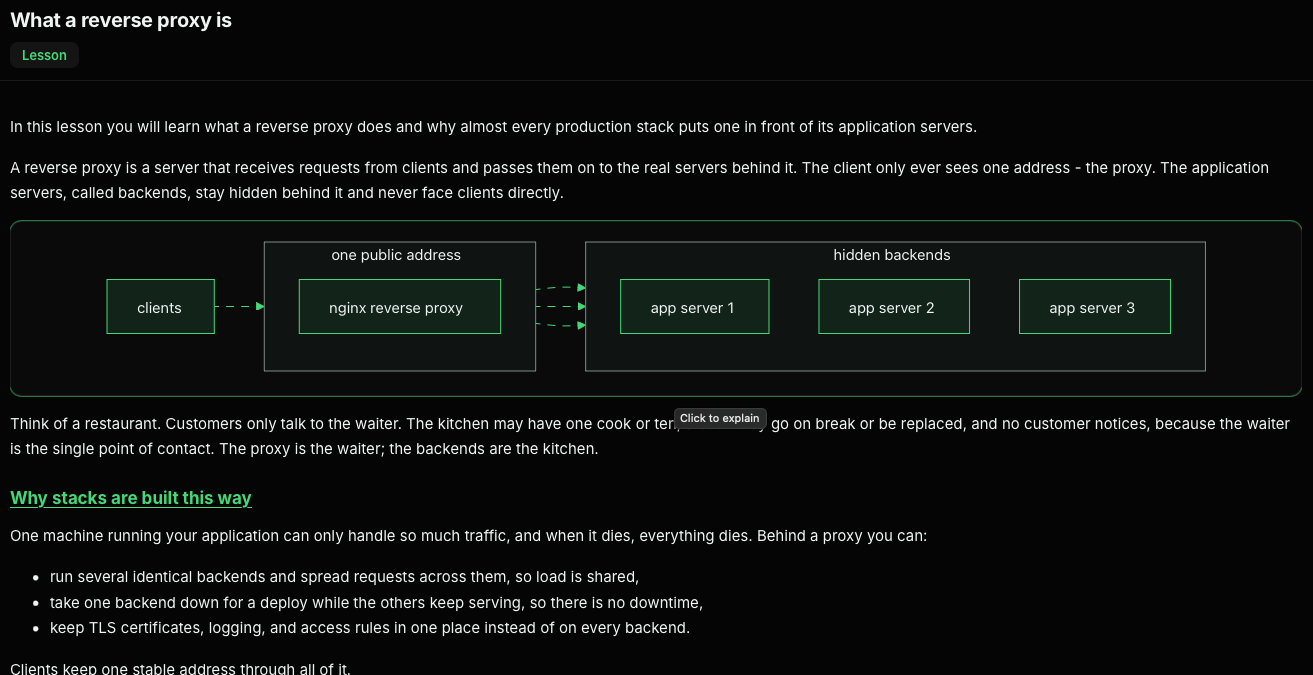 What a reverse proxy is
Lesson
In this lesson you will learn what a reverse proxy does and why almost every production stack puts one in front of its application servers.
A reverse proxy is a server that receives requests from clients and passes them on to the real servers behind it. The client only ever sees one address - the proxy. The application
servers, called backends, stay hidden behind it and never face clients directly.
one public address
hidden backends
clients
nginx reverse proxy
app server 1
app server 2
app server 3
Click to explain
Think of a restaurant. Customers only talk to the waiter. The kitchen may have one cook or ten, go on break or be replaced, and no customer notices, because the waiter
is the single point of contact. The proxy is the waiter; the backends are the kitchen.
Why stacks are built this way
One machine running your application can only handle so much traffic, and when it dies, everything dies. Behind a proxy you can:
• run several identical backends and spread requests across them, so load is shared,
• take one backend down for a deploy while the others keep serving, so there is no downtime,
• keep TLS certificates, logging, and access rules in one place instead of on every backend.
Clients keep one stable address through all of it.